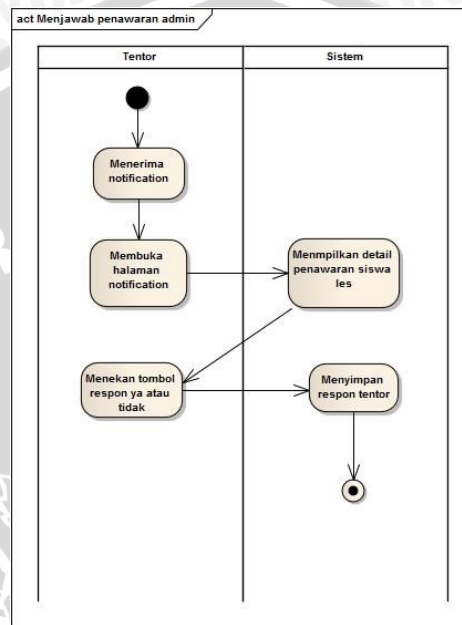 act Menjawab penawaran admin
Tentor
Sistem
Menerima
notification
Membuka
halaman
notification
Menmpilkan detail
penawaran siswa
les
Menekan tombol
respon ya atau
tidak
Menyimpan
respon tentor